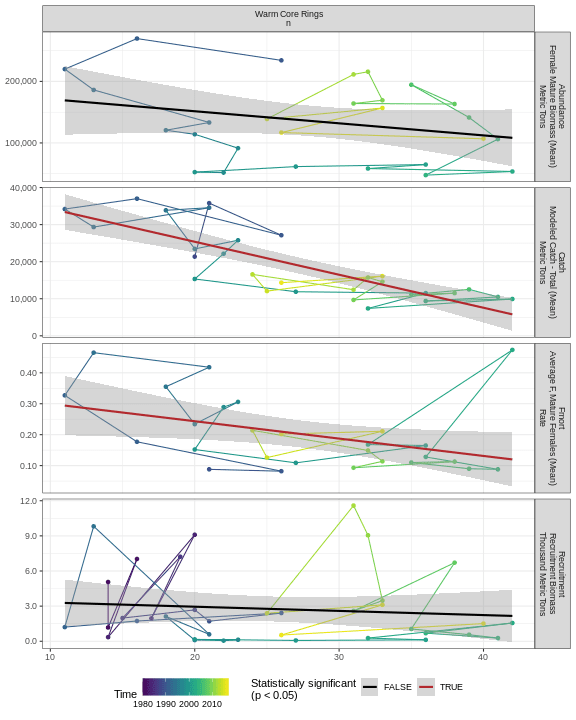 Warm Core Rings
n
200,000
100,000
Abundance
Female Mature Biomass (Mean)
Metric Tons
40,000
30,000
20,000
10,000
0
Catch
Modeled Catch - Total (Mean)
Metric Tons
0.40
0.30
0.20
0.10
Fmort
Average F, Mature Females (Mean)
Rate
12.0
9.0
6.0
3.0
0.0
Recruitment
Recruitment Biomass
Thousand Metric Tons
10 20 30 40
Time
1980 1990 2000 2010
Statistically significant
(p < 0.05)
FALSE
TRUE